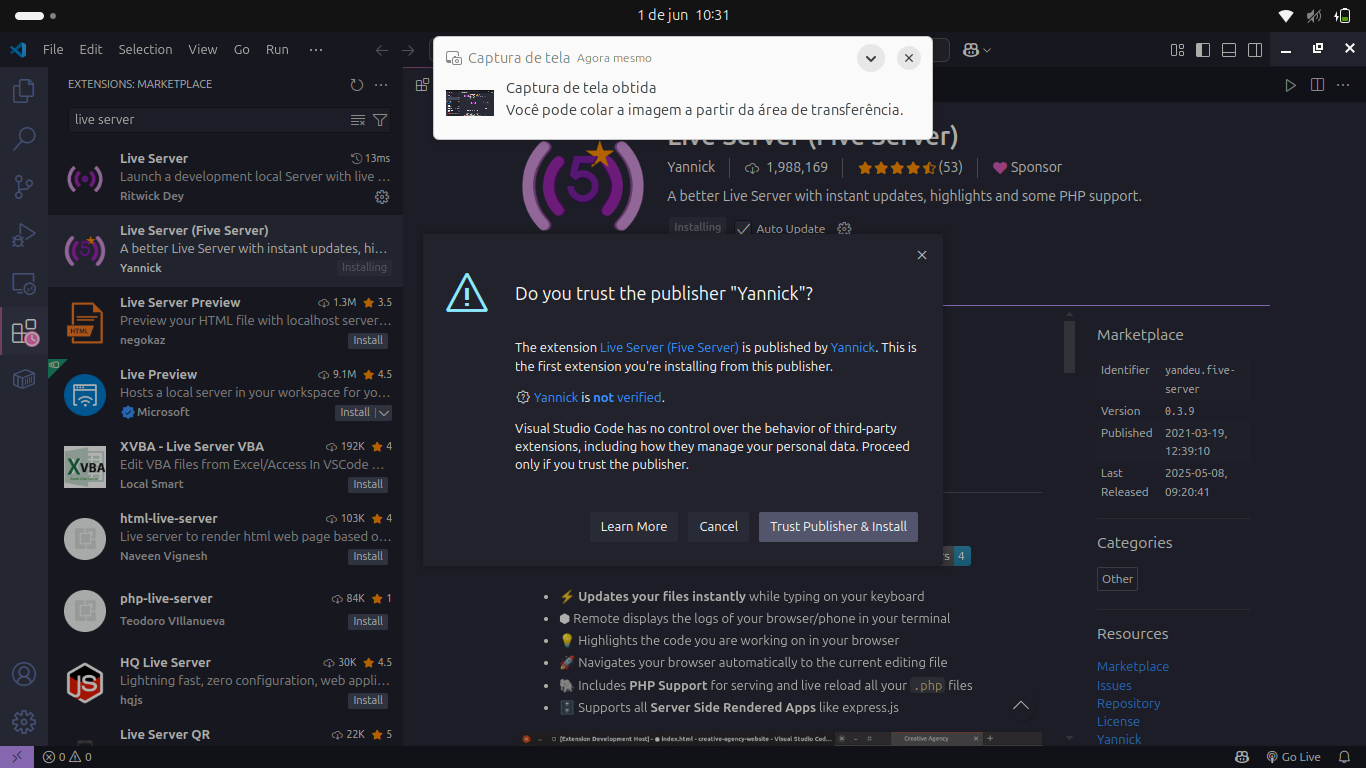 1 de jun 10:31
File Edit Selection View Go Run ···
Captura de tela Agora mesmo
Captura de tela obtida
Você pode colar a imagem a partir da área de transferência.
EXTENSIONS: MARKETPLACE
live server
Live Server 13ms
Launch a development local Server with live ...
Ritwick Dey
Live Server (Five Server)
A better Live Server with instant updates, hi...
Yannick Installing
Live Server Preview 1.3M 3.5
Preview your HTML file with localhost server...
negokaz Install
Live Preview 9.1M 4.5
Hosts a local server in your workspace for yo...
Microsoft Install
XVBA - Live Server VBA 192K 4
Edit VBA files from Excel/Access In VSCode ...
Local Smart Install
html-live-server 103K 4
Live server to render html web page based o...
Naveen Vignesh Install
php-live-server 84K 1
Teodoro VIllanueva Install
HQ Live Server 30K 4.5
Lightning fast, zero configuration, web appli...
hqjs Install
Live Server QR 22K 5
XVBA
HTML
JS
5
Live Server (Five Server)
Yannick 1,988,169 (53) Sponsor
A better Live Server with instant updates, highlights and some PHP support.
Installing Auto Update
Do you trust the publisher "Yannick"?
The extension Live Server (Five Server) is published by Yannick. This is
the first extension you're installing from this publisher.
Yannick is not verified.
Visual Studio Code has no control over the behavior of third-party
extensions, including how they manage your personal data. Proceed
only if you trust the publisher.
Learn More Cancel Trust Publisher & Install
s 4
⚡ Updates your files instantly while typing on your keyboard
Remote displays the logs of your browser/phone in your terminal
💡 Highlights the code you are working on in your browser
🚀 Navigates your browser automatically to the current editing file
🐘 Includes PHP Support for serving and live reload all your .php files
🗄️ Supports all Server Side Rendered Apps like express.js
[Extension Development Host] - ● index.html - creative-agency-website - Visual Studio Cod... Creative Agency
Marketplace
Identifier yandeu.five-
server
Version 0.3.9
Published 2021-03-19,
12:39:10
Last 2025-05-08,
Released 09:20:41
Categories
Other
Resources
Marketplace
Issues
Repository
License
Yannick
0 0 Go Live